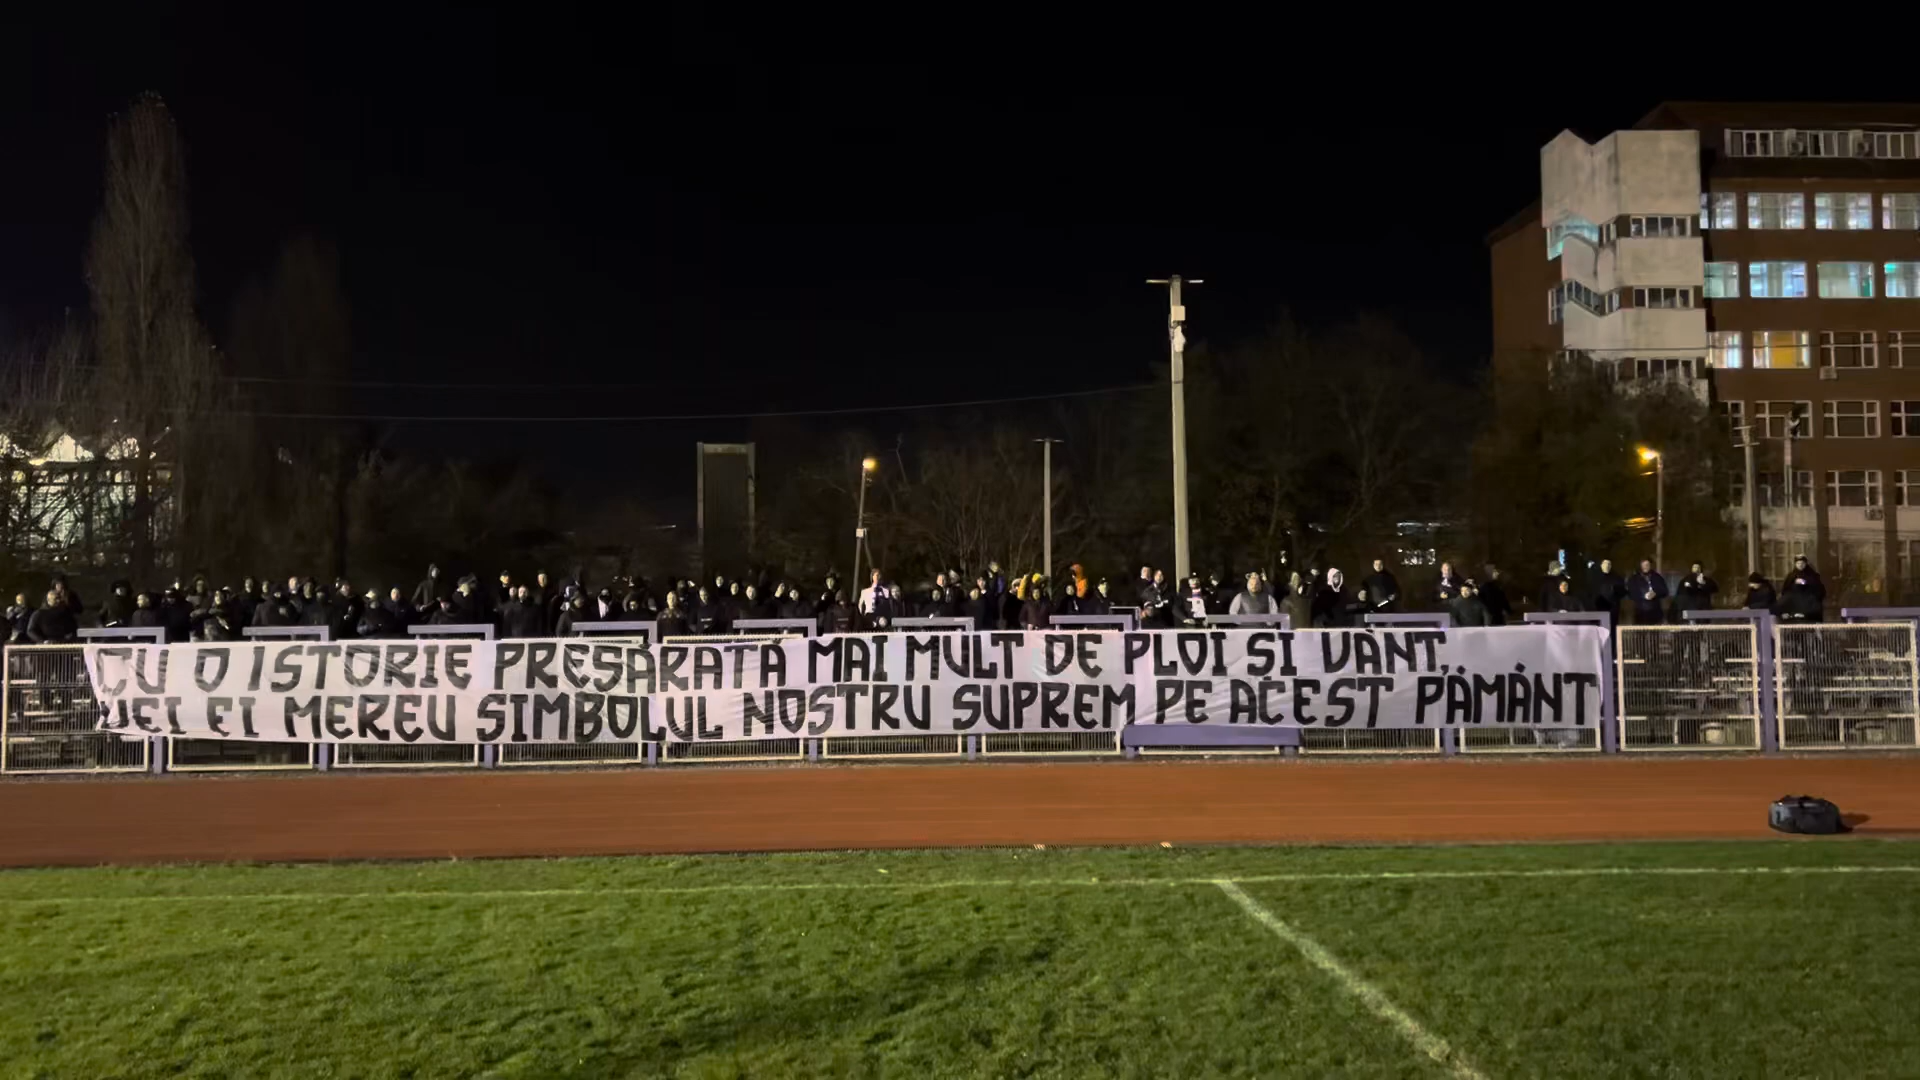 CU O ISTORIE PRESĂRATĂ MAI MULT DE PLOI ȘI VÂNT,
VEI FI MEREU SIMBOLUL NOSTRU SUPREM PE ACEST PĂMÂNT